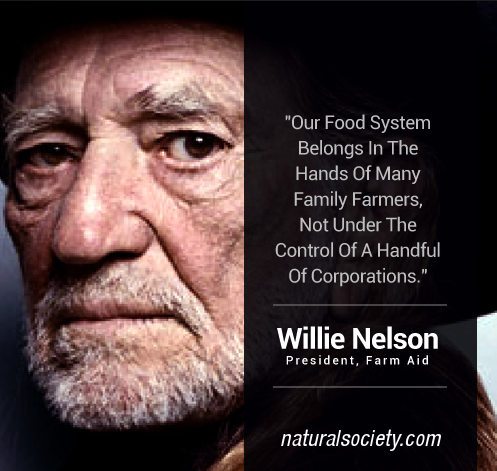 "Our Food System
Belongs In The
Hands Of Many
Family Farmers,
Not Under The
Control Of A Handful
Of Corporations."
Willie Nelson
President, Farm Aid
naturalsociety.com